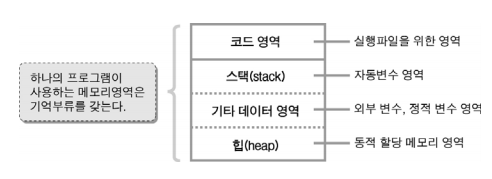 하나의 프로그램이
사용하는 메모리영역은
기억부류를 갖는다.
코드 영역
실행파일을 위한 영역
스택(stack)
자동변수 영역
기타 데이터 영역
외부 변수, 정적 변수 영역
힙(heap)
동적 할당 메모리 영역